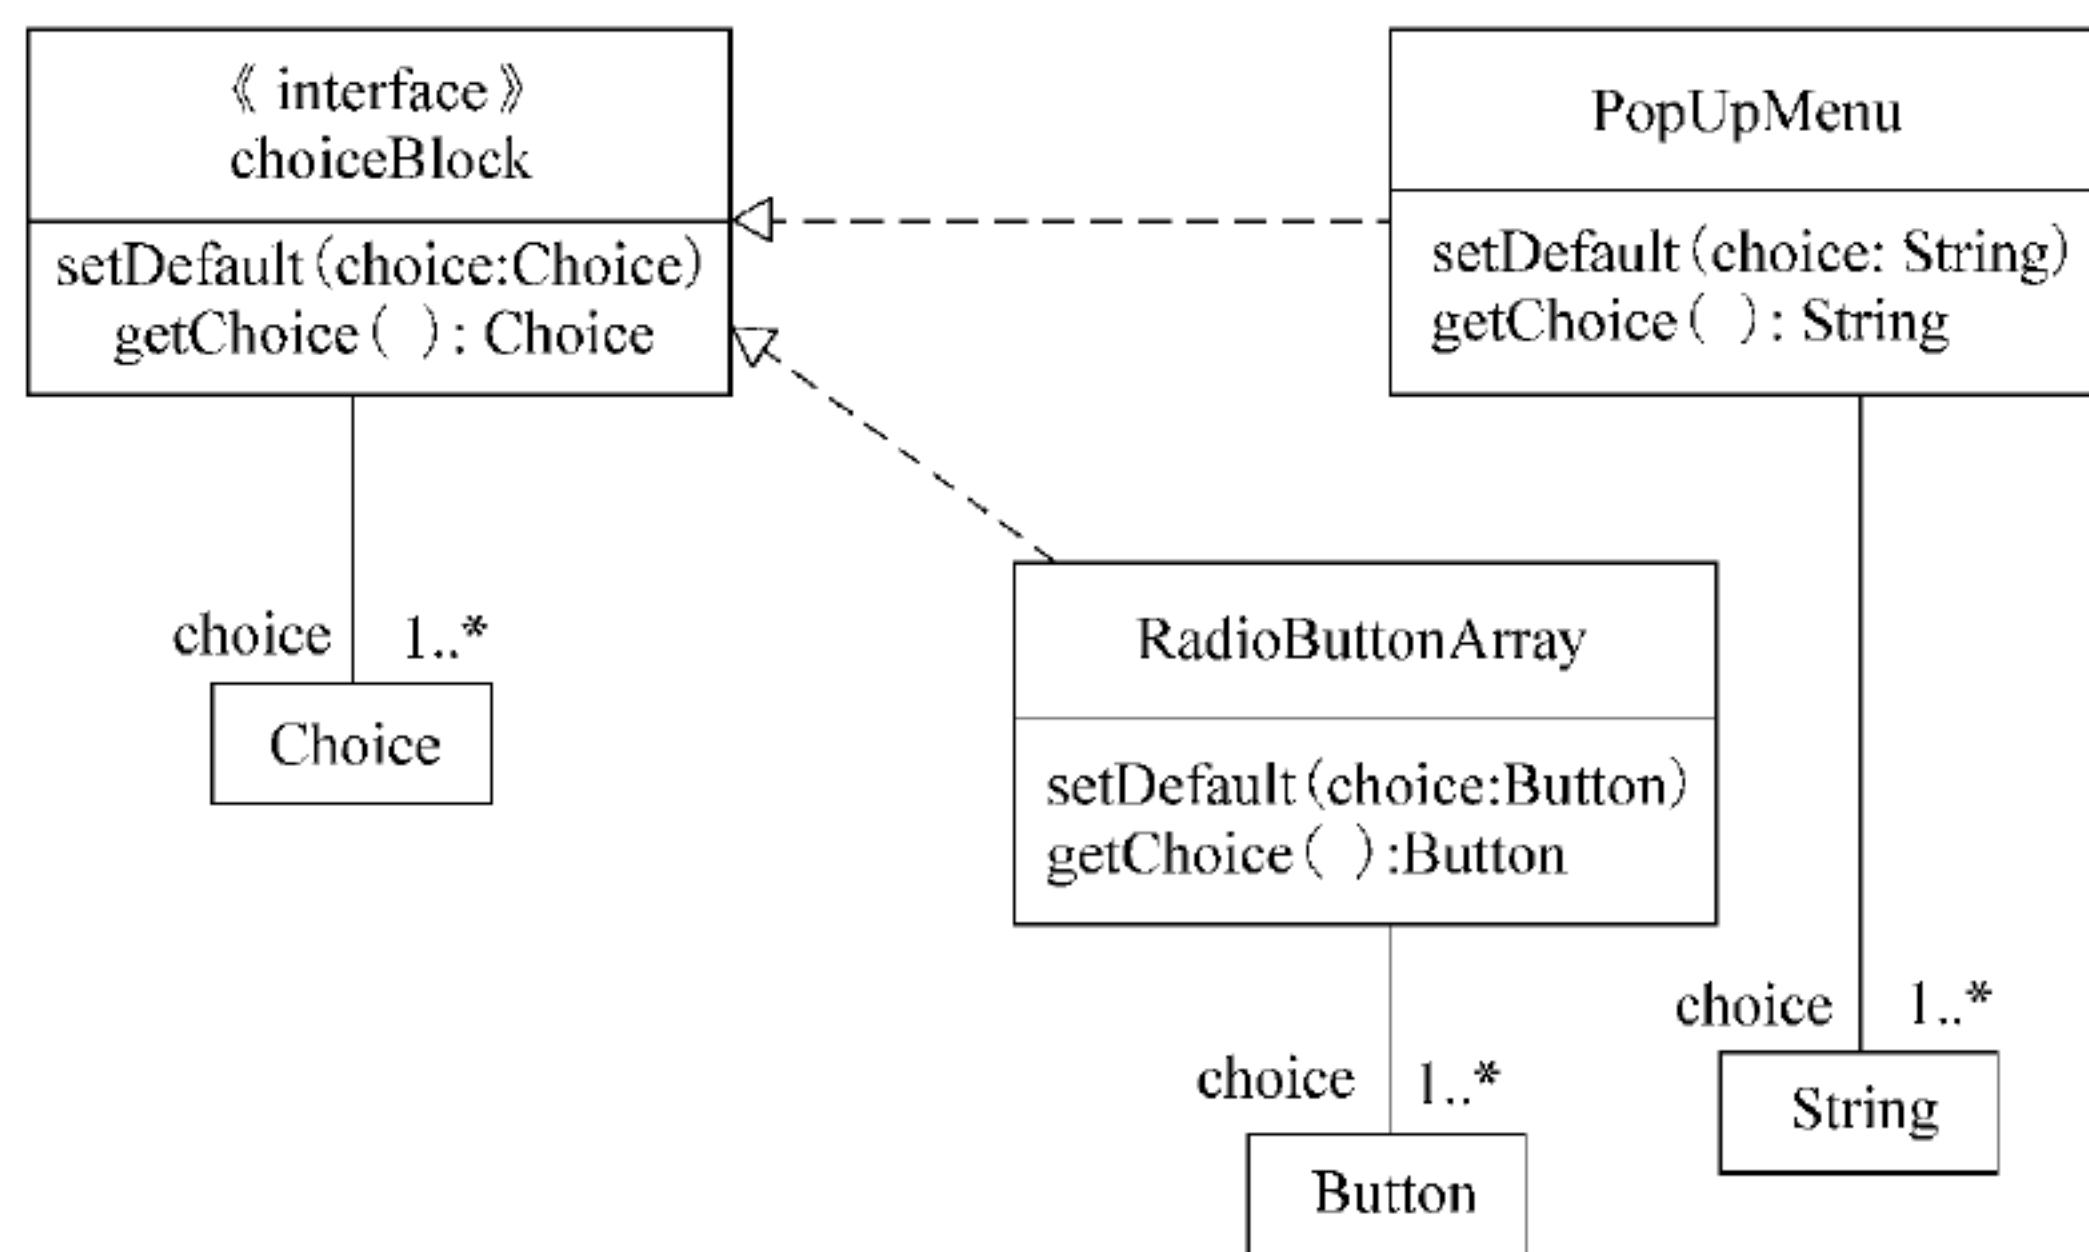 《 interface 》
choiceBlock
setDefault(choice:Choice)
getChoice( ): Choice
PopUpMenu
setDefault(choice: String)
getChoice( ): String
choice 1..*
Choice
RadioButtonArray
setDefault(choice:Button)
getChoice( ):Button
choice 1..*
String
choice 1..*
Button